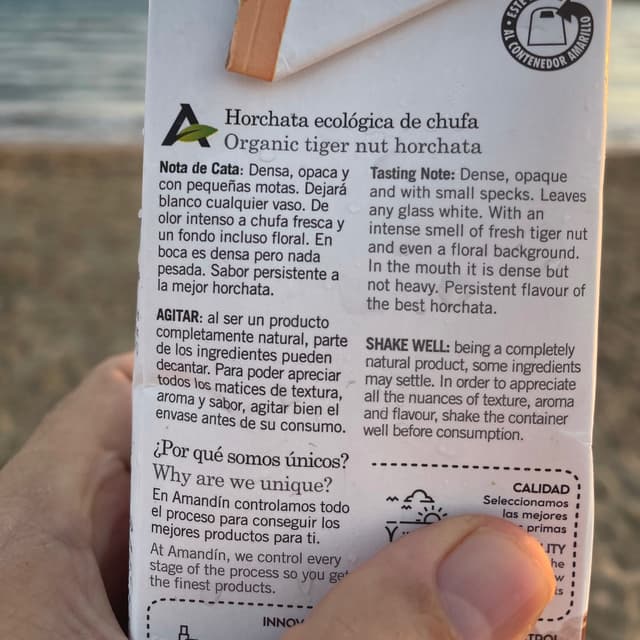 AL CONTENEDOR AMARILLO
Horchata ecológica de chufa
Organic tiger nut horchata
Nota de Cata: Densa, opaca y
con pequeñas motas. Dejará
blanco cualquier vaso. De
olor intenso a chufa fresca y
un fondo incluso floral. En
boca es densa pero nada
pesada. Sabor persistente a
la mejor horchata.
Tasting Note: Dense, opaque
and with small specks. Leaves
any glass white. With an
intense smell of fresh tiger nut
and even a floral background.
In the mouth it is dense but
not heavy. Persistent flavour of
the best horchata.
AGITAR: al ser un producto
completamente natural, parte
de los ingredientes pueden
decantar. Para poder apreciar
todos los matices de textura,
aroma y sabor, agitar bien el
envase antes de su consumo.
SHAKE WELL: being a completely
natural product, some ingredients
may settle. In order to appreciate
all the nuances of texture, aroma
and flavour, shake the container
well before consumption.
¿Por qué somos únicos?
Why are we unique?
En Amandín controlamos todo
el proceso para conseguir los
mejores productos para ti.
At Amandín, we control every
stage of the process so you get
the finest products.
CALIDAD
Seleccionamos
las mejores
primas